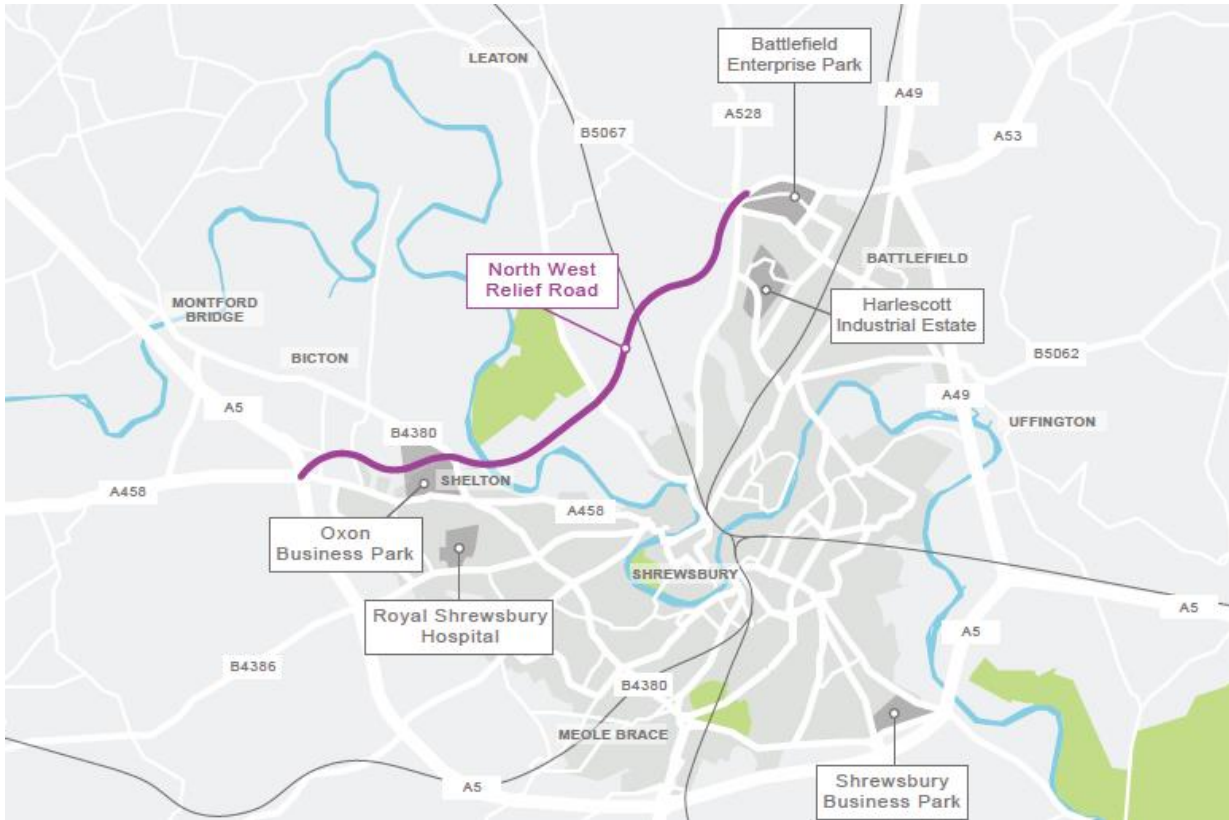 Battlefield
Enterprise Park
LEATON
A49
A528
B5067
A53
North West
Relief Road
BATTLEFIELD
MONTFORD
BRIDGE
Harlescott
Industrial Estate
BICTON
B5062
A5
A49
UFFINGTON
B4380
SHELTON
A458
A458
Oxon
Business Park
SHREWSBURY
Royal Shrewsbury
Hospital
A5
A5
B4386
B4380
MEOLE BRACE
A5
Shrewsbury
Business Park